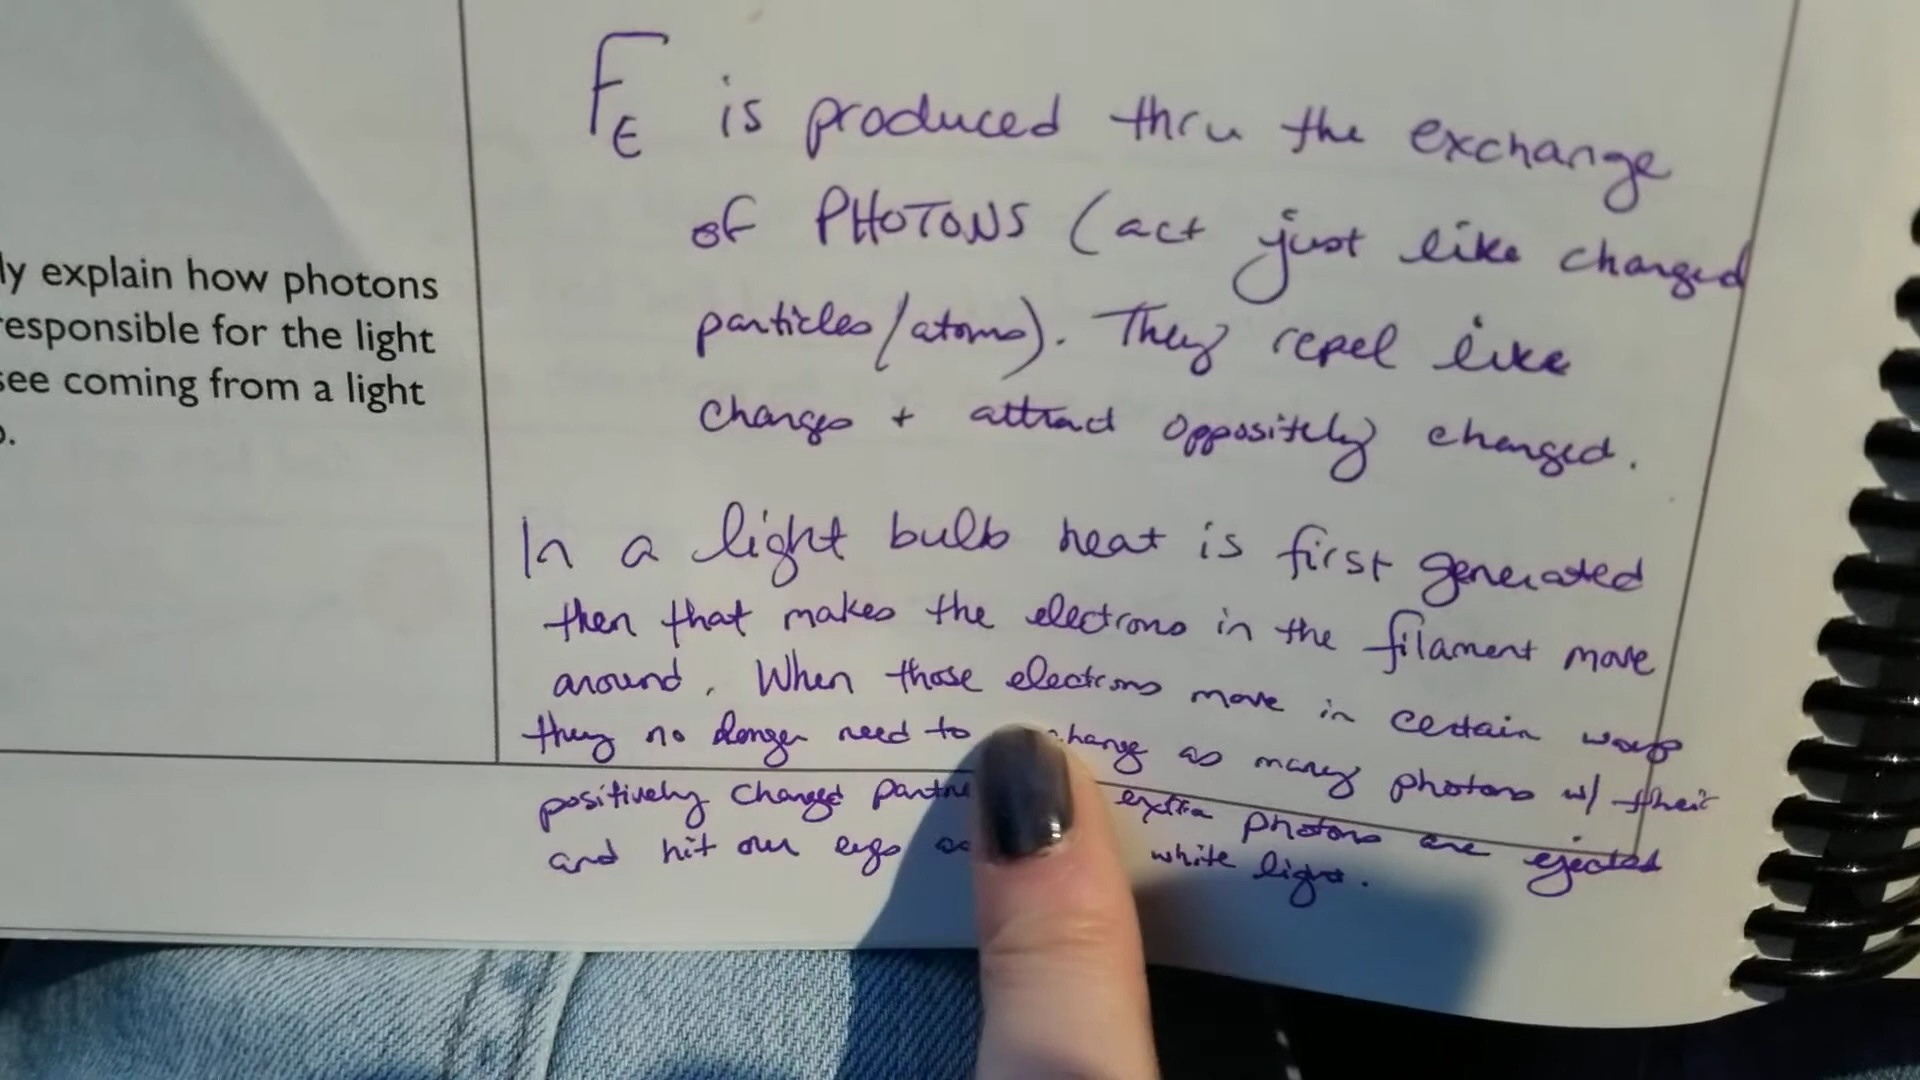 ly explain how photons
responsible for the light
see coming from a light
.
FE is produced thru the exchange
of PHOTONS (act just like charged
particles/atoms). They repel like
charges + attract oppositely charged.
In a light bulb heat is first generated
then that makes the electrons in the filament move
around. When those electrons move in certain ways
they no longer need to change as many photons w/ their
positively charged extra photons are ejected
and hit our eyes white light.